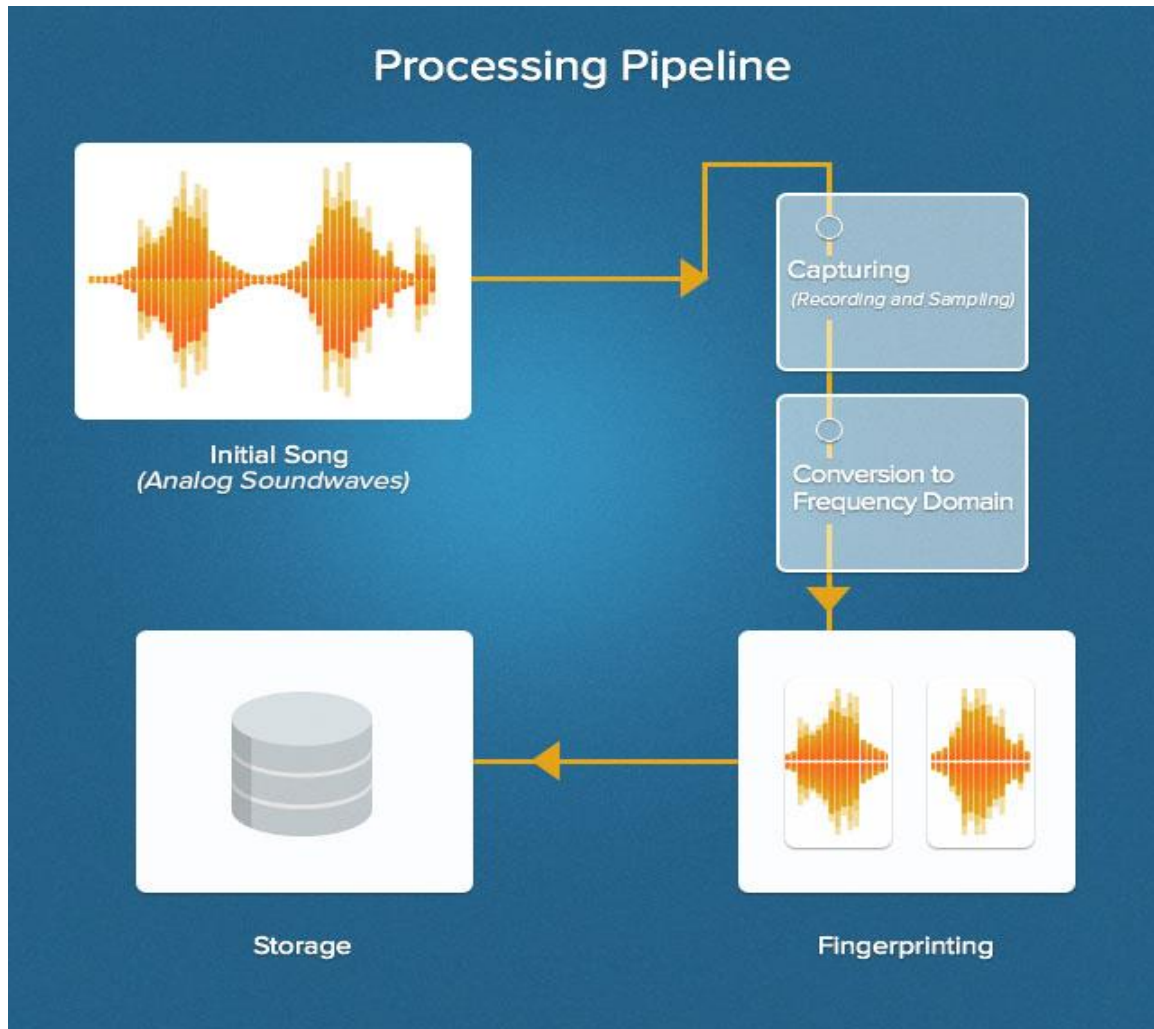 Processing Pipeline
Initial Song
(Analog Soundwaves)
Capturing
(Recording and Sampling)
Conversion to
Frequency Domain
Storage
Fingerprinting